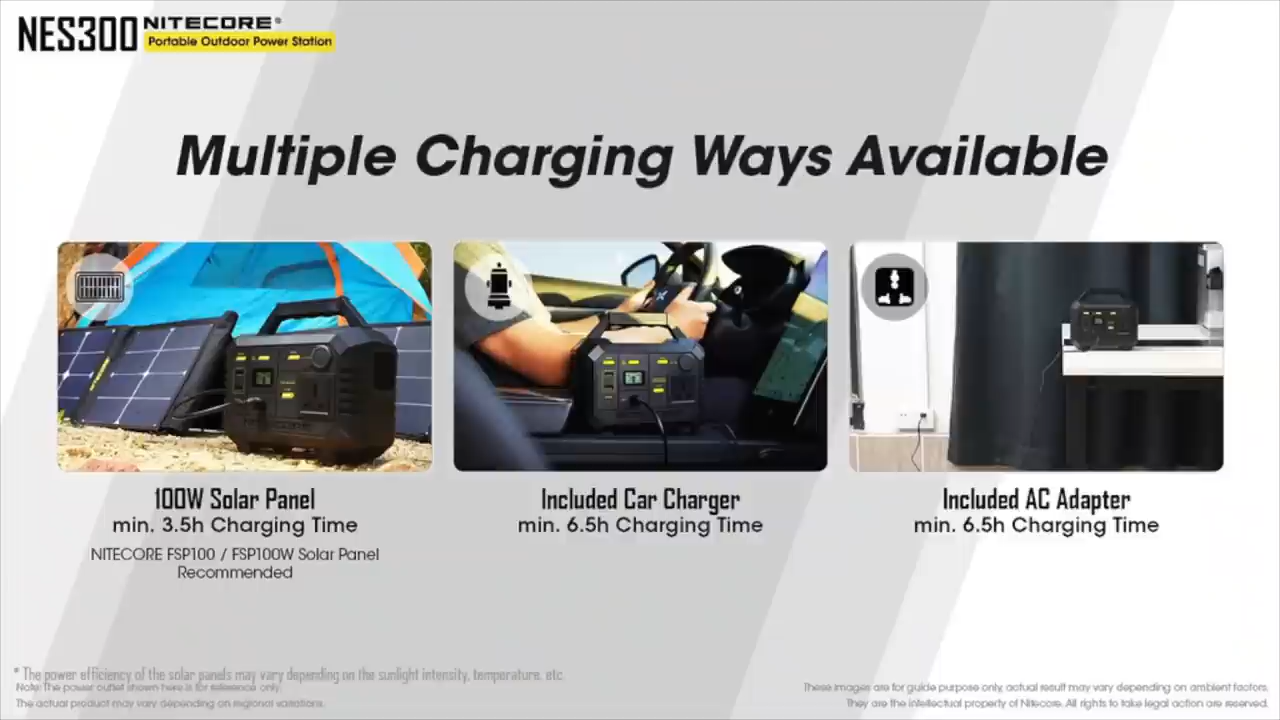 NES300 NITECORE®
Portable Outdoor Power Station
Multiple Charging Ways Available
100W Solar Panel
min. 3.5h Charging Time
NITECORE FSP100 / FSP100W Solar Panel
Recommended
Included Car Charger
min. 6.5h Charging Time
Included AC Adapter
min. 6.5h Charging Time
* The power efficiency of the solar panels may vary depending on the sunlight intensity, temperature, etc.
Note: The power outlet shown here is for reference only.
The actual product may vary depending on regional variations.
These images are for guide purpose only, actual result may vary depending on ambient factors.
They are the intellectual property of Nitecore. All rights to take legal action are reserved.